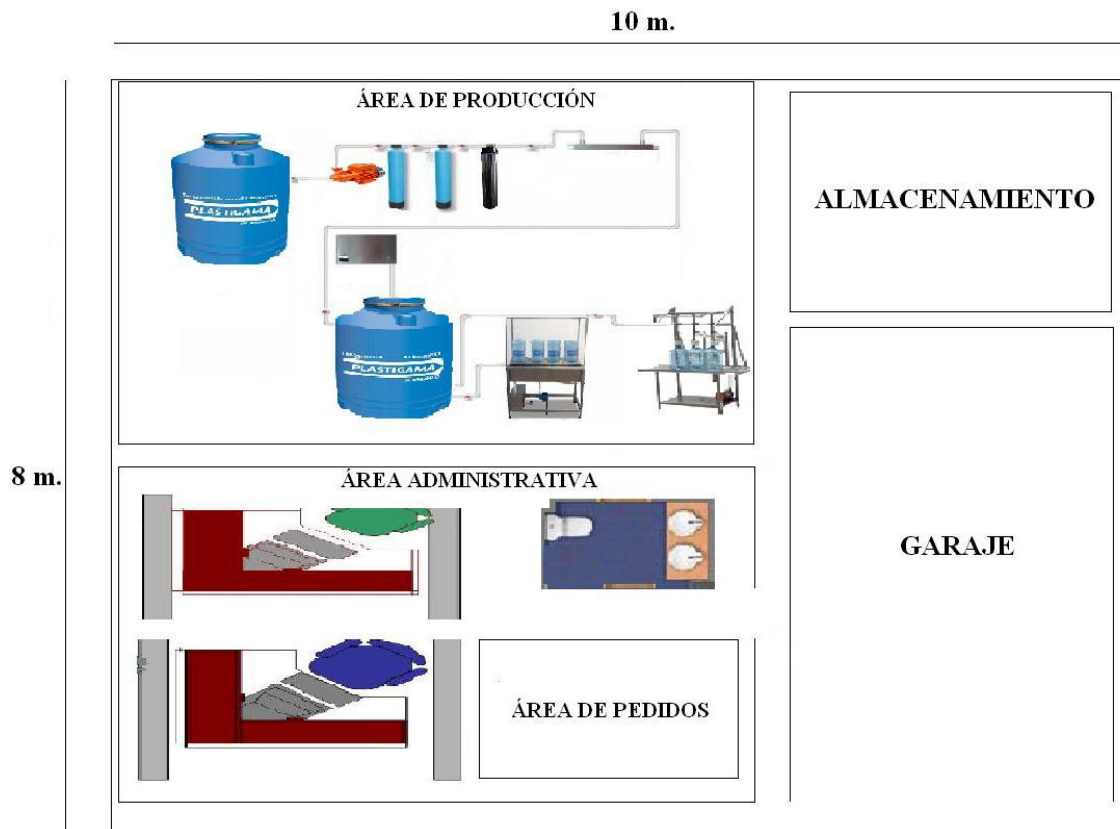 10 m.
ÁREA DE PRODUCCIÓN
PLASTIGAMA
ALMACENAMIENTO
PLASTIGAMA
8 m.
ÁREA ADMINISTRATIVA
GARAJE
ÁREA DE PEDIDOS